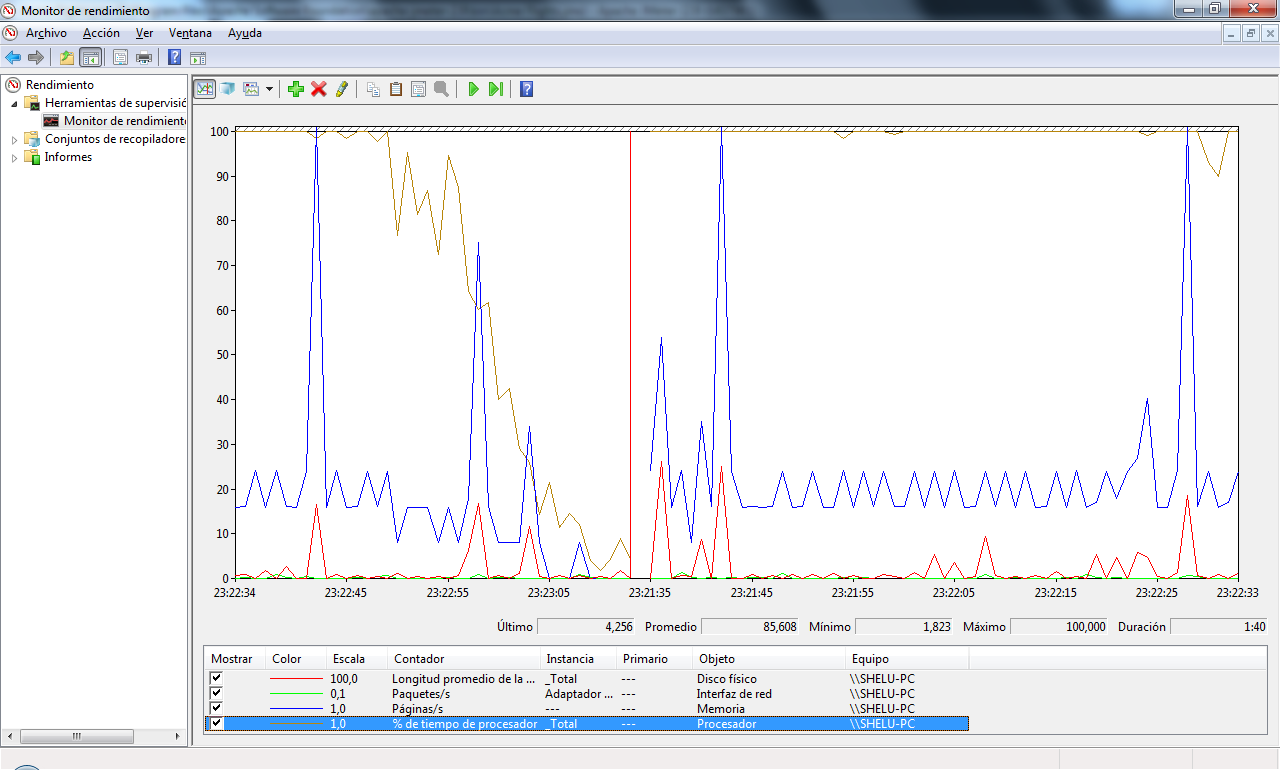 Monitor de rendimiento
Archivo Acción Ver Ventana Ayuda
Rendimiento
Herramientas de supervisió
Monitor de rendimiento
Conjuntos de recopiladore
Informes
100
90
80
70
60
50
40
30
20
10
0
23:22:34 23:22:45 23:22:55 23:23:05 23:21:35 23:21:45 23:21:55 23:22:05 23:22:15 23:22:25 23:22:33
Último 4,256 Promedio 85,608 Mínimo 1,823 Máximo 100,000 Duración 1:40
Mostrar Color Escala Contador Instancia Primario Objeto Equipo
100,0 Longitud promedio de la ... _Total --- Disco físico \\SHELU-PC
0,1 Paquetes/s Adaptador ... --- Interfaz de red \\SHELU-PC
1,0 Páginas/s --- --- Memoria \\SHELU-PC
1,0 % de tiempo de procesador _Total --- Procesador \\SHELU-PC